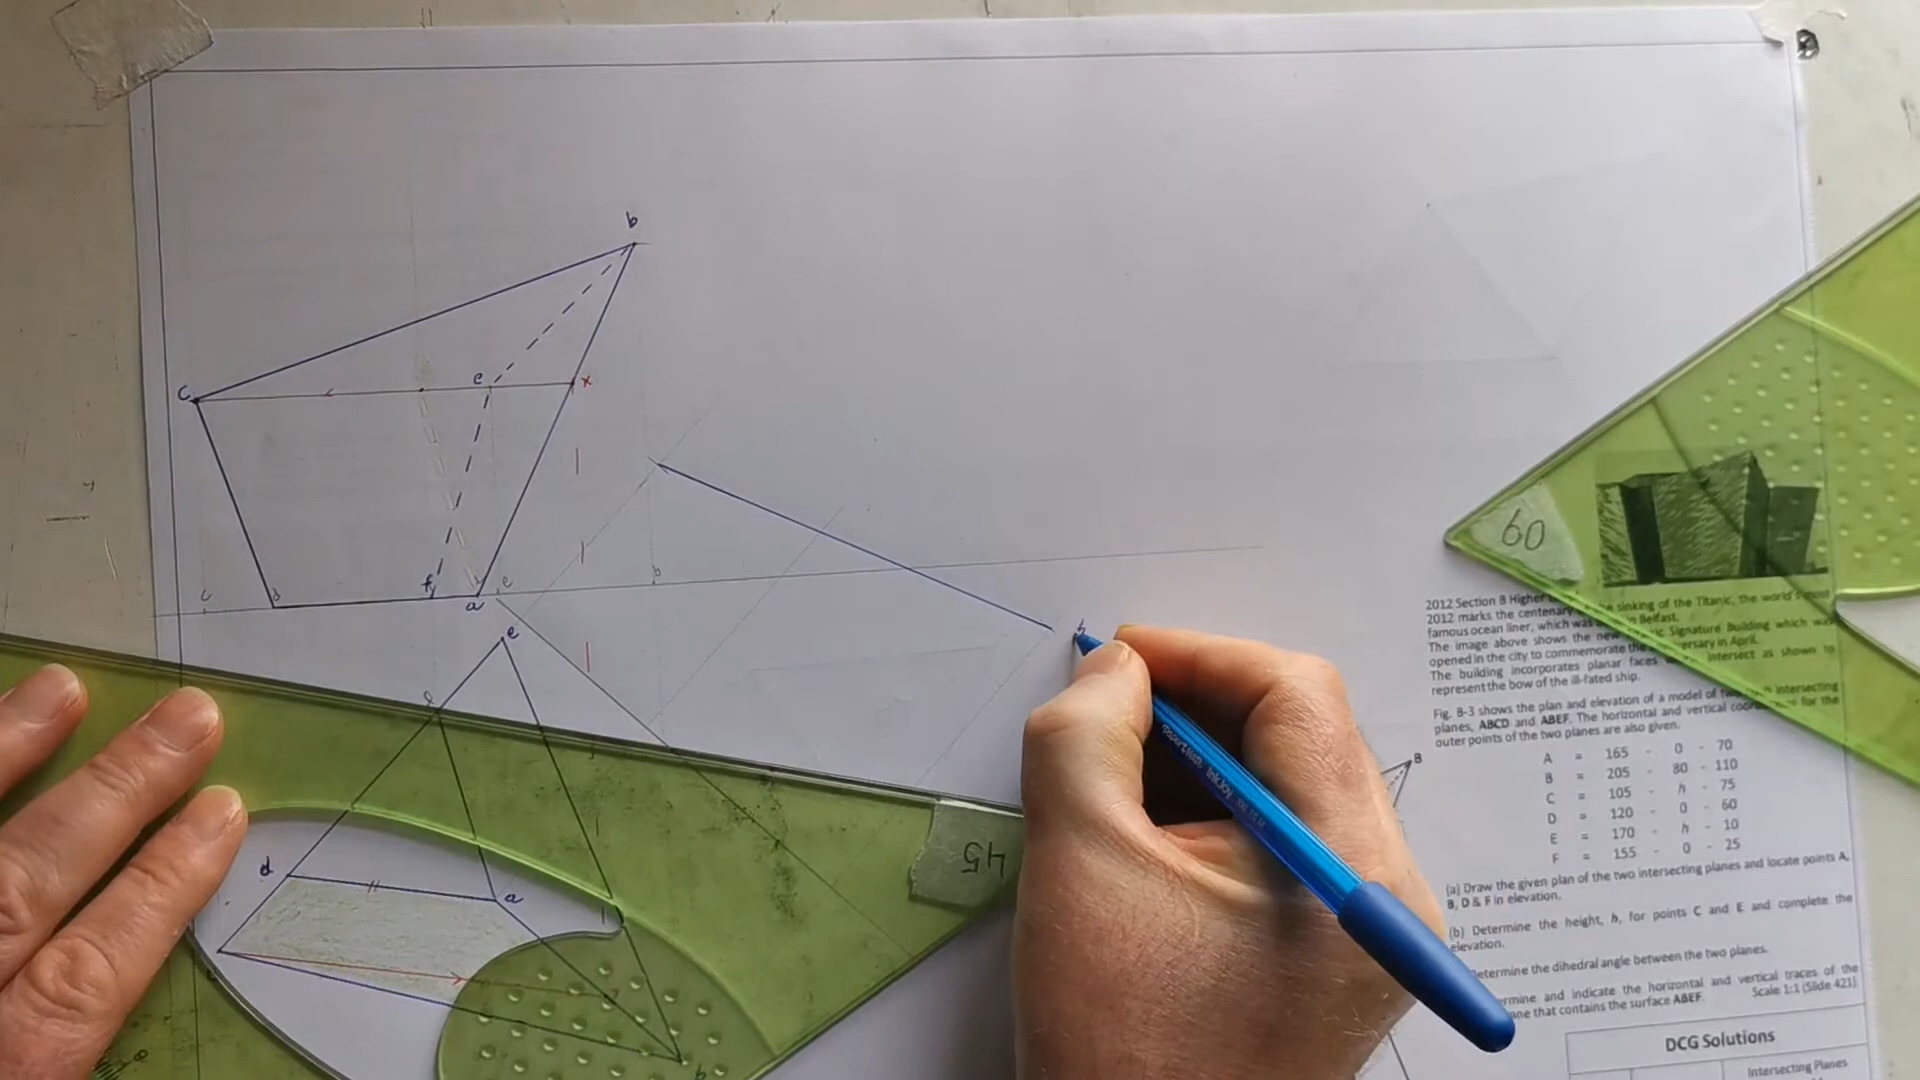 b
c
e
x
f
a
e
c
d
b
e
f
d
a
b
60
45
2012 Section B Higher sinking of the Titanic, the world's most
2012 marks the centenary
famous ocean liner, which was in Belfast.
The image above shows the new Signature Building which was
opened in the city to commemorate the in April.
The building incorporates planar faces intersect as shown to
represent the bow of the ill-fated ship.
Fig. B-3 shows the plan and elevation of a model of intersecting
planes, ABCD and ABEF. The horizontal and vertical for the
outer points of the two planes are also given.
B
A = 165 - 0 - 70
B = 205 - 80 - 110
C = 105 - h - 75
D = 120 - 0 - 60
E = 170 - h - 10
F = 155 - 0 - 25
(a) Draw the given plan of the two intersecting planes and locate points A,
B, D & F in elevation.
(b) Determine the height, h, for points C and E and complete the
elevation.
the dihedral angle between the two planes.
and indicate the horizontal and vertical traces of the
that contains the surface ABEF. Scale 1:1 (Slide 421)
DCG Solutions
Intersecting Planes
PaperMate InkJoy